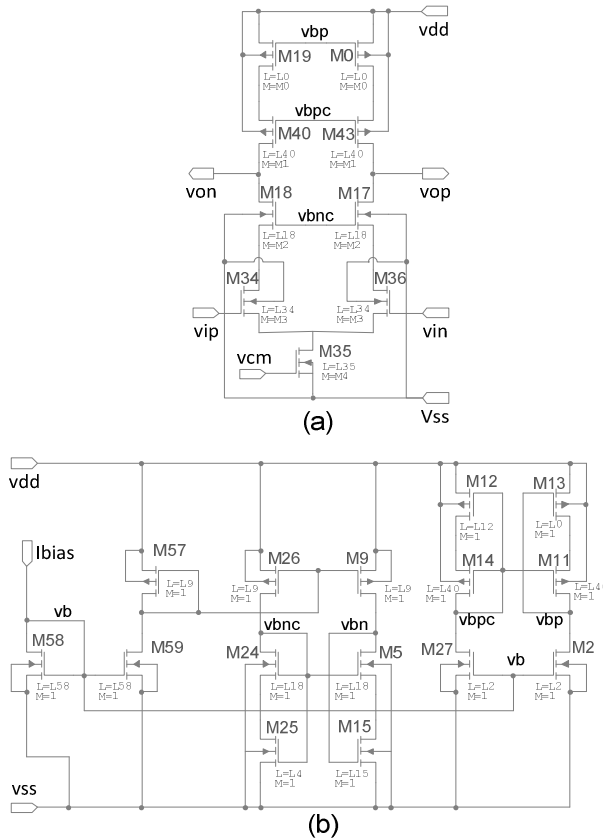 vbp
vdd
M19 M0
L=L0 L=L0
M=M0 M=M0
vbpc
M40 M43
L=L40 L=L40
M=M1 M=M1
von vop
M18 M17
vbnc
L=L18 L=L18
M=M2 M=M2
M34 M36
L=L34 L=L34
M=M3 M=M3
vip vin
M35
vcm
L=L35
M=M4
Vss
(a)
vdd
M12 M13
Ibias
M57 M26 M9
L=L12 L=L0
M=1 M=1
M14 M11
L=L9 L=L9 L=L9
M=1 M=1 M=1
L=L40 L=L40
M=1 M=1
vb
vbnc vbn
vbpc vbp
M58 M59 M24 M5 M27 vb M2
L=L58 L=L58 L=L18 L=L18 L=L2 L=L2
M=1 M=1 M=1 M=1 M=1 M=1
M25 M15
L=L4 L=L15
M=1 M=1
vss
(b)